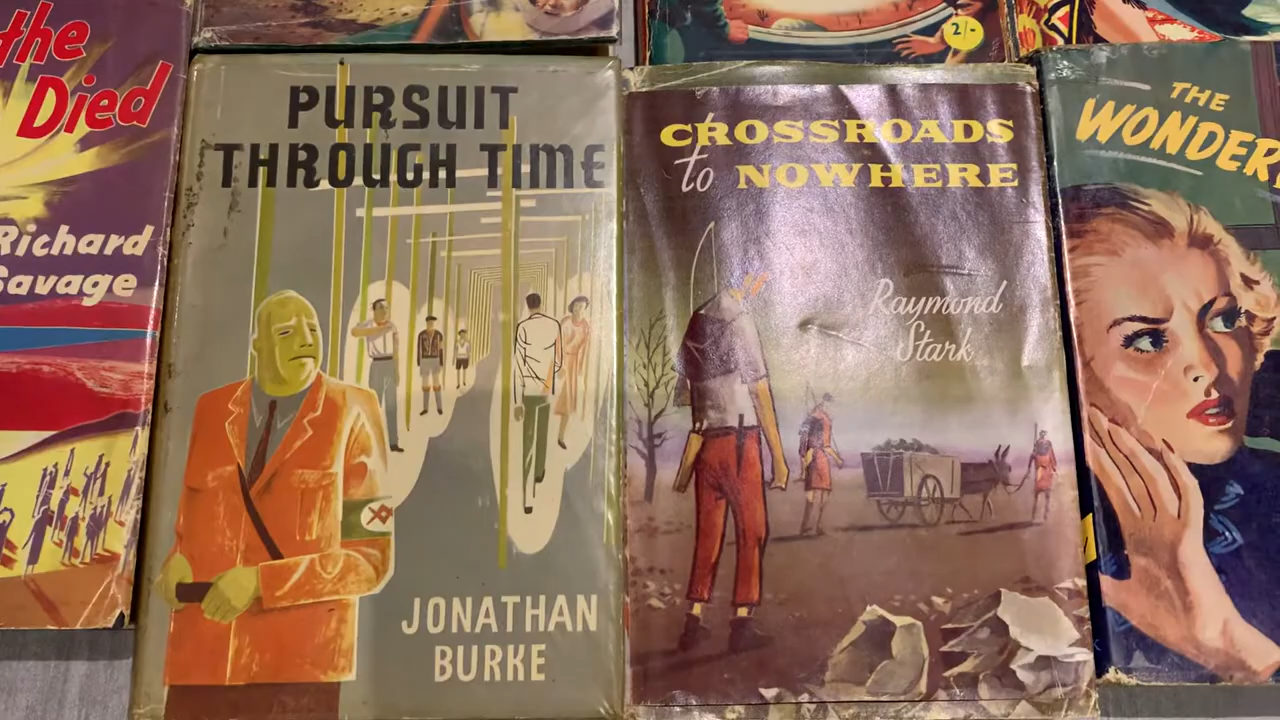 the
Died
Richard
Savage
PURSUIT
THROUGH TIME
JONATHAN
BURKE
2/-
CROSSROADS
to NOWHERE
Raymond
Stark
THE
WONDER